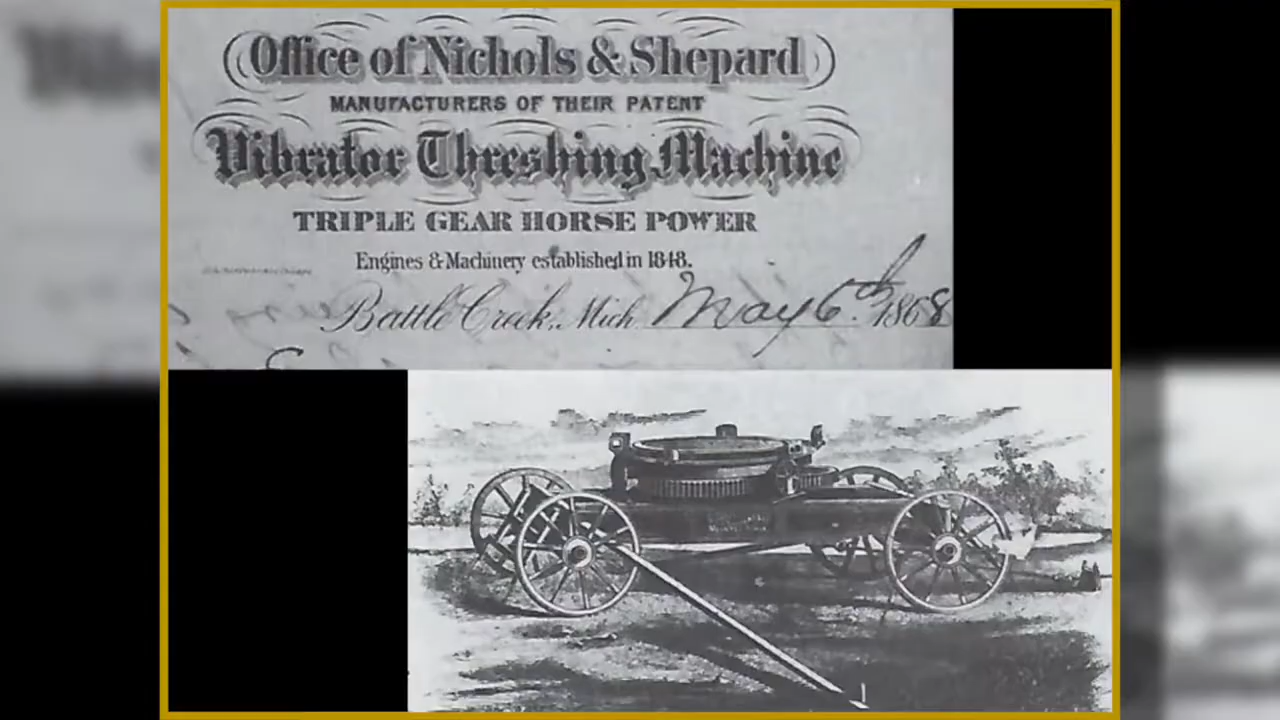 Office of Nichols & Shepard
MANUFACTURERS OF THEIR PATENT
Vibrator Threshing Machine
TRIPLE GEAR HORSE POWER
Engines & Machinery established in 1848.
Battle Creek, Mich May 6th 1868